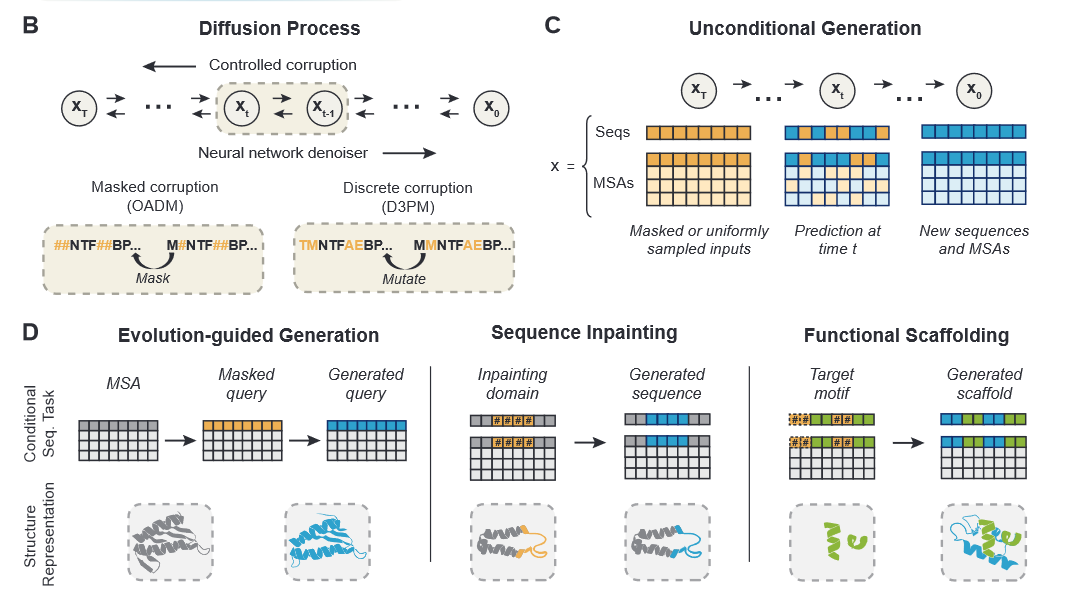 B
Diffusion Process
Controlled corruption
x_T
...
x_t
x_t-1
...
x_0
Neural network denoiser
Masked corruption
(OADM)
##NTF##BP...
M#NTF##BP...
Mask
Discrete corruption
(D3PM)
TMNTFAEBP...
MMNTFAEBP...
Mutate
C
Unconditional Generation
x_T
...
x_t
...
x_0
x =
Seqs
MSAs
Masked or uniformly
sampled inputs
Prediction at
time t
New sequences
and MSAs
D
Conditional
Seq. Task
Structure
Representation
Evolution-guided Generation
MSA
Masked
query
Generated
query
Sequence Inpainting
Inpainting
domain
####
####
Generated
sequence
Functional Scaffolding
Target
motif
## ##
## ##
Generated
scaffold